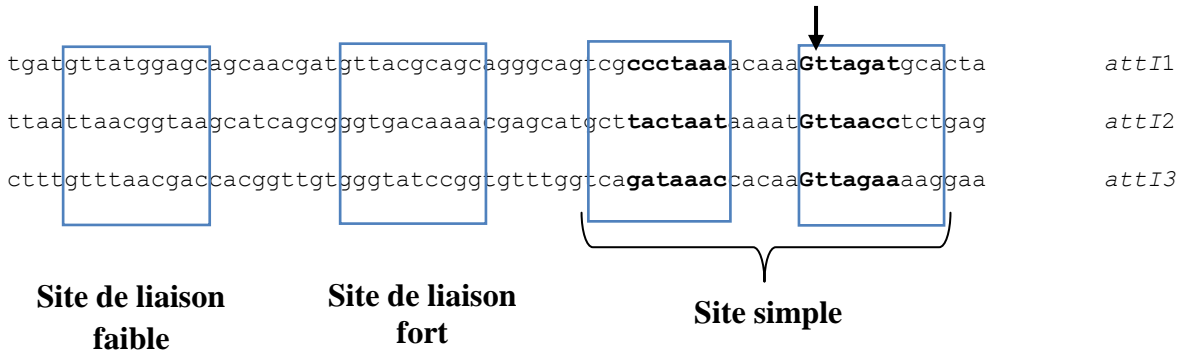 tgatgttatggagcagcaacgatgttacgcagcagggcagtcgccctaaaacaaaGttagatgcacta attI1
ttaattaacggtaagcatcagcgggtgacaaaacgagcatgcttactaataaaatGttaacctctgag attI2
ctttgtttaacgaccacggttgtgggtatccggtgtttggtcagataaaccacaaGttagaaaaggaa attI3
Site de liaison faible
Site de liaison fort
Site simple